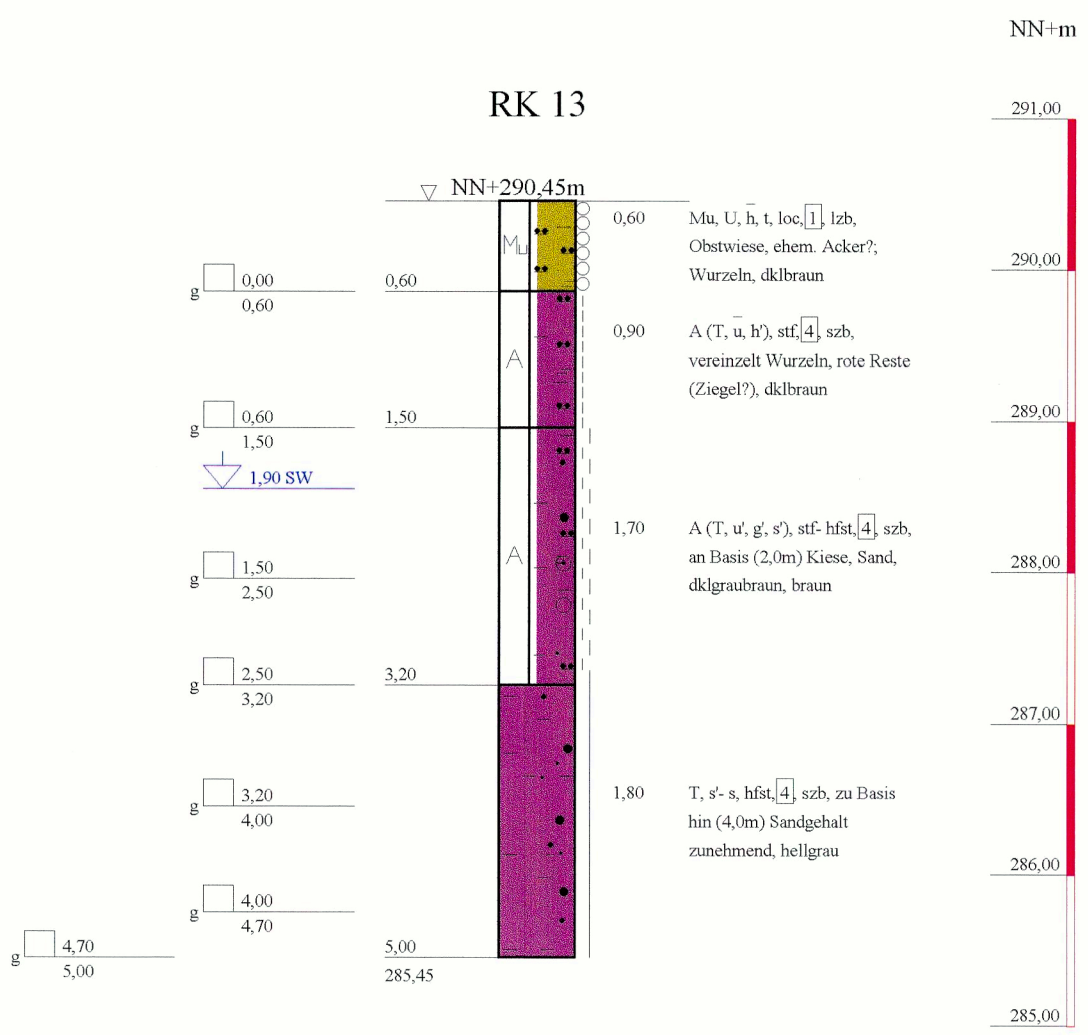 NN+m
RK 13
291,00
NN+290,45m
0,60
Mu, U, h̅, t, loc, 1, lzb,
Obstwiese, ehem. Acker?;
Wurzeln, dklbraun
Mu
290,00
g 0,00
0,60
0,60
0,90
A (T, u̅, h'), stf, 4, szb,
vereinzelt Wurzeln, rote Reste
(Ziegel?), dklbraun
A
289,00
g 0,60
1,50
1,50
1,90 SW
1,70
A (T, u', g', s'), stf- hfst, 4, szb,
an Basis (2,0m) Kiese, Sand,
dklgraubraun, braun
A
288,00
g 1,50
2,50
g 2,50
3,20
3,20
287,00
1,80
T, s'- s, hfst, 4, szb, zu Basis
hin (4,0m) Sandgehalt
zunehmend, hellgrau
g 3,20
4,00
286,00
g 4,00
4,70
g 4,70
5,00
5,00
285,45
285,00